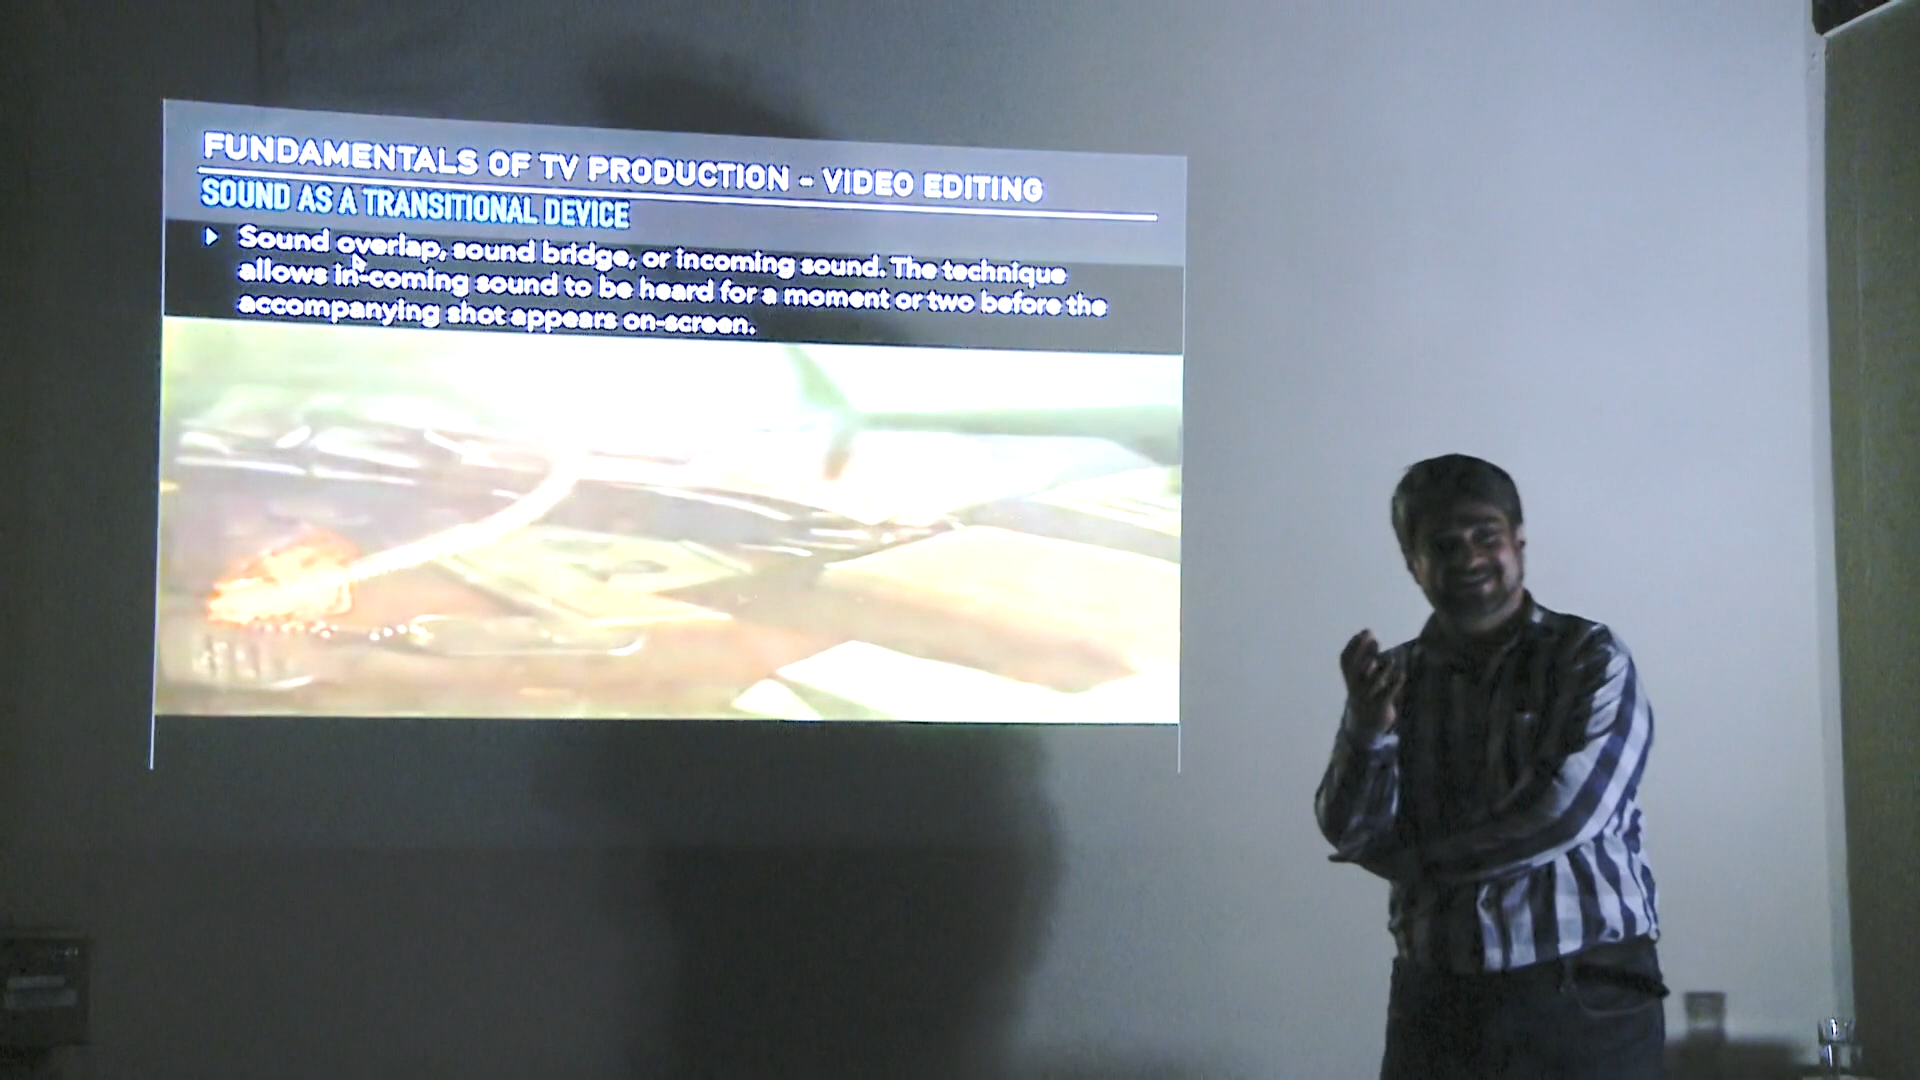 FUNDAMENTALS OF TV PRODUCTION - VIDEO EDITING
SOUND AS A TRANSITIONAL DEVICE
Sound overlap, sound bridge, or incoming sound. The technique
allows in-coming sound to be heard for a moment or two before the
accompanying shot appears on-screen.